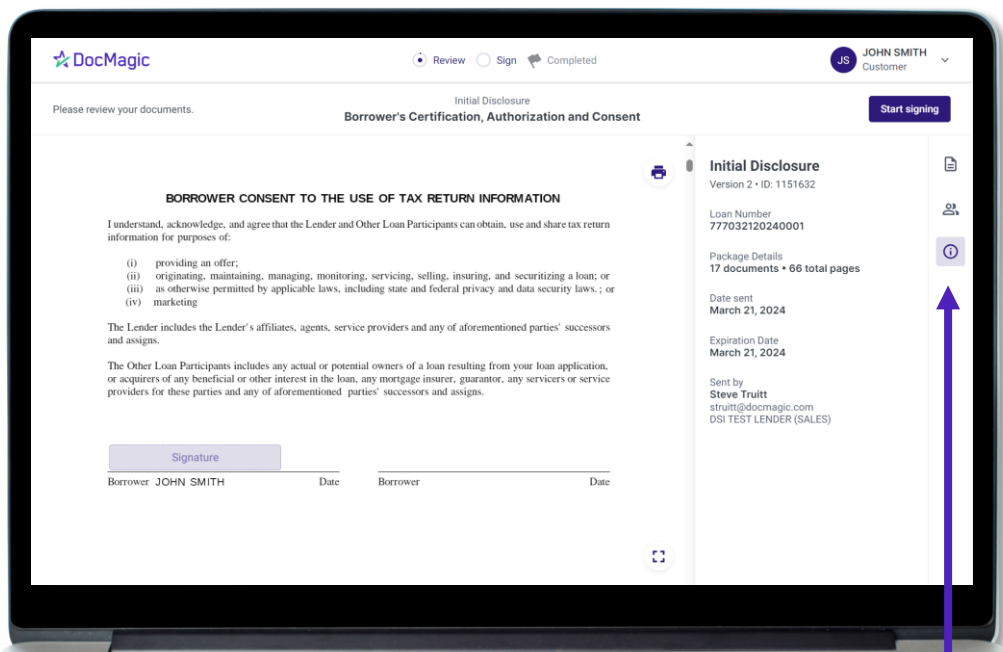 DocMagic
Review Sign Completed
JS
JOHN SMITH
Customer
Please review your documents.
Initial Disclosure
Borrower's Certification, Authorization and Consent
Start signing
BORROWER CONSENT TO THE USE OF TAX RETURN INFORMATION
I understand, acknowledge, and agree that the Lender and Other Loan Participants can obtain, use and share tax return
information for purposes of:
(i) providing an offer;
(ii) originating, maintaining, managing, monitoring, servicing, selling, insuring, and securitizing a loan; or
(iii) as otherwise permitted by applicable laws, including state and federal privacy and data security laws. ; or
(iv) marketing
The Lender includes the Lender's affiliates, agents, service providers and any of aforementioned parties' successors
and assigns.
The Other Loan Participants includes any actual or potential owners of a loan resulting from your loan application,
or acquirers of any beneficial or other interest in the loan, any mortgage insurer, guarantor, any servicers or service
providers for these parties and any of aforementioned parties' successors and assigns.
Signature
Borrower JOHN SMITH Date Borrower Date
Initial Disclosure
Version 2 • ID: 1151632
Loan Number
777032120240001
Package Details
17 documents • 66 total pages
Date sent
March 21, 2024
Expiration Date
March 21, 2024
Sent by
Steve Truitt
struitt@docmagic.com
DSI TEST LENDER (SALES)